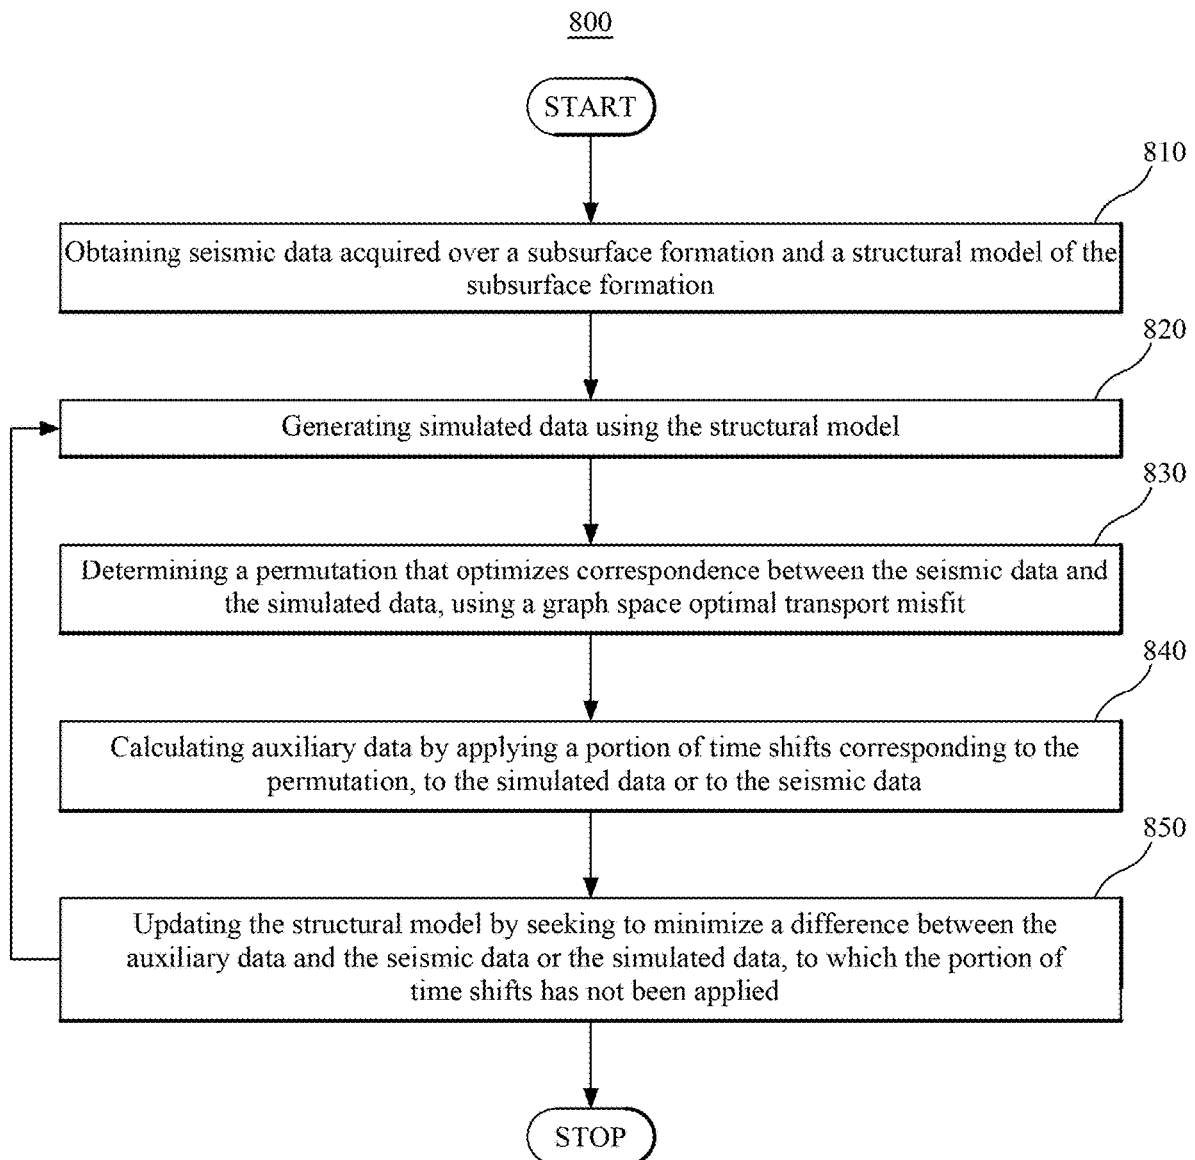 800
START
810
Obtaining seismic data acquired over a subsurface formation and a structural model of the
subsurface formation
820
Generating simulated data using the structural model
830
Determining a permutation that optimizes correspondence between the seismic data and
the simulated data, using a graph space optimal transport misfit
840
Calculating auxiliary data by applying a portion of time shifts corresponding to the
permutation, to the simulated data or to the seismic data
850
Updating the structural model by seeking to minimize a difference between the
auxiliary data and the seismic data or the simulated data, to which the portion of
time shifts has not been applied
STOP